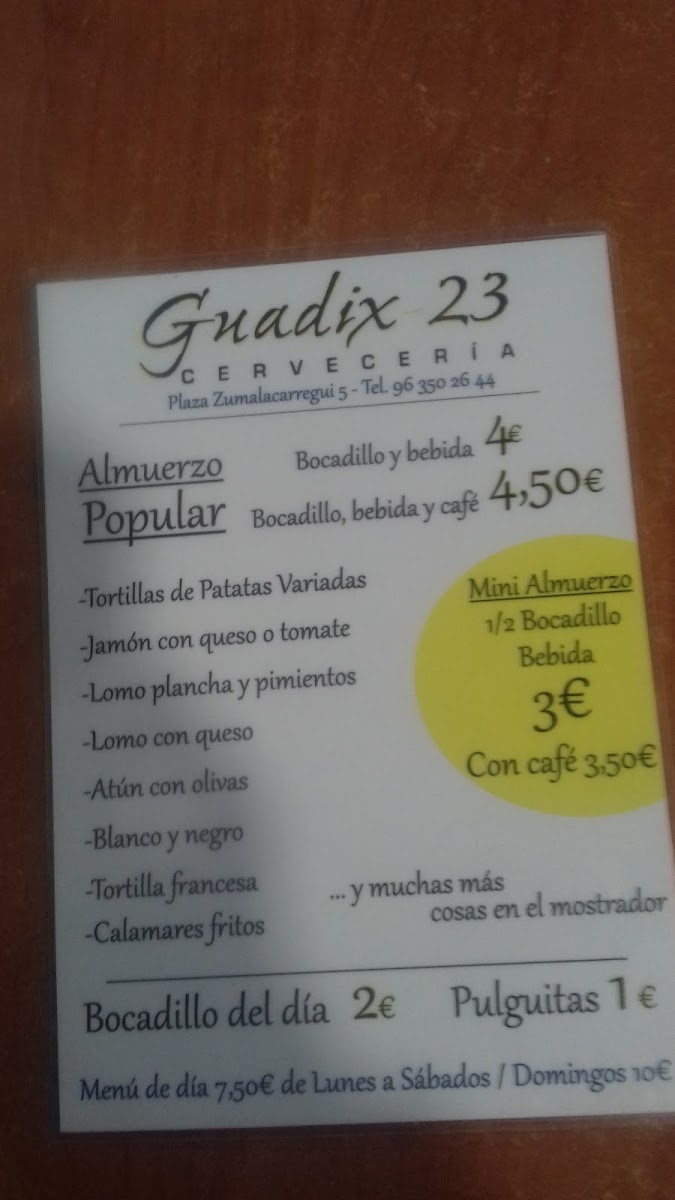 Guadix 23
CERVECERÍA
Plaza Zumalacarregui 5 - Tel. 96 350 26 44
Almuerzo
Popular
Bocadillo y bebida 4€
Bocadillo, bebida y café 4,50€
-Tortillas de Patatas Variadas
-Jamón con queso o tomate
-Lomo plancha y pimientos
-Lomo con queso
-Atún con olivas
-Blanco y negro
-Tortilla francesa
-Calamares fritos
Mini Almuerzo
1/2 Bocadillo
Bebida
3€
Con café 3,50€
...y muchas más
cosas en el mostrador
Bocadillo del día 2€ Pulguitas 1€
Menú de día 7,50€ de Lunes a Sábados / Domingos 10€